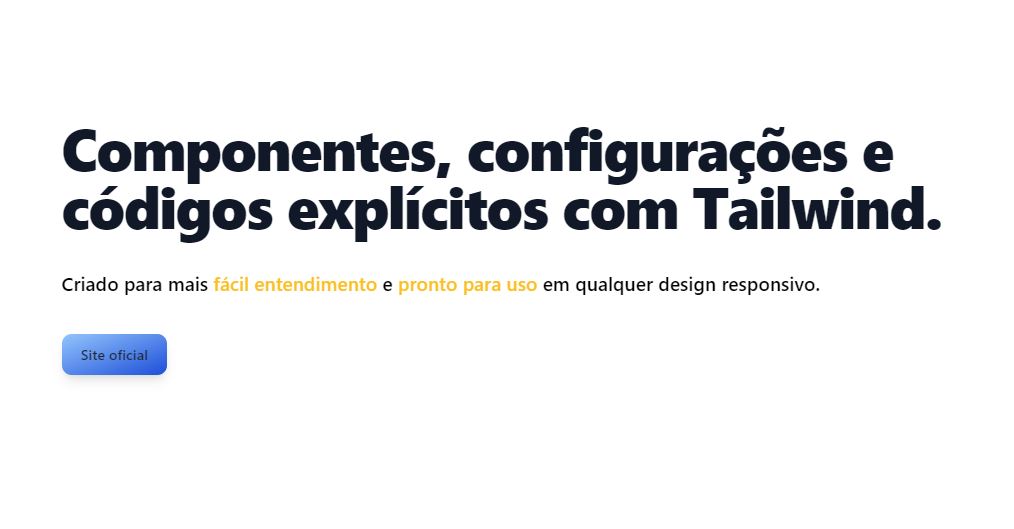 Componentes, configurações e
códigos explícitos com Tailwind.
Criado para mais fácil entendimento e pronto para uso em qualquer design responsivo.
Site oficial